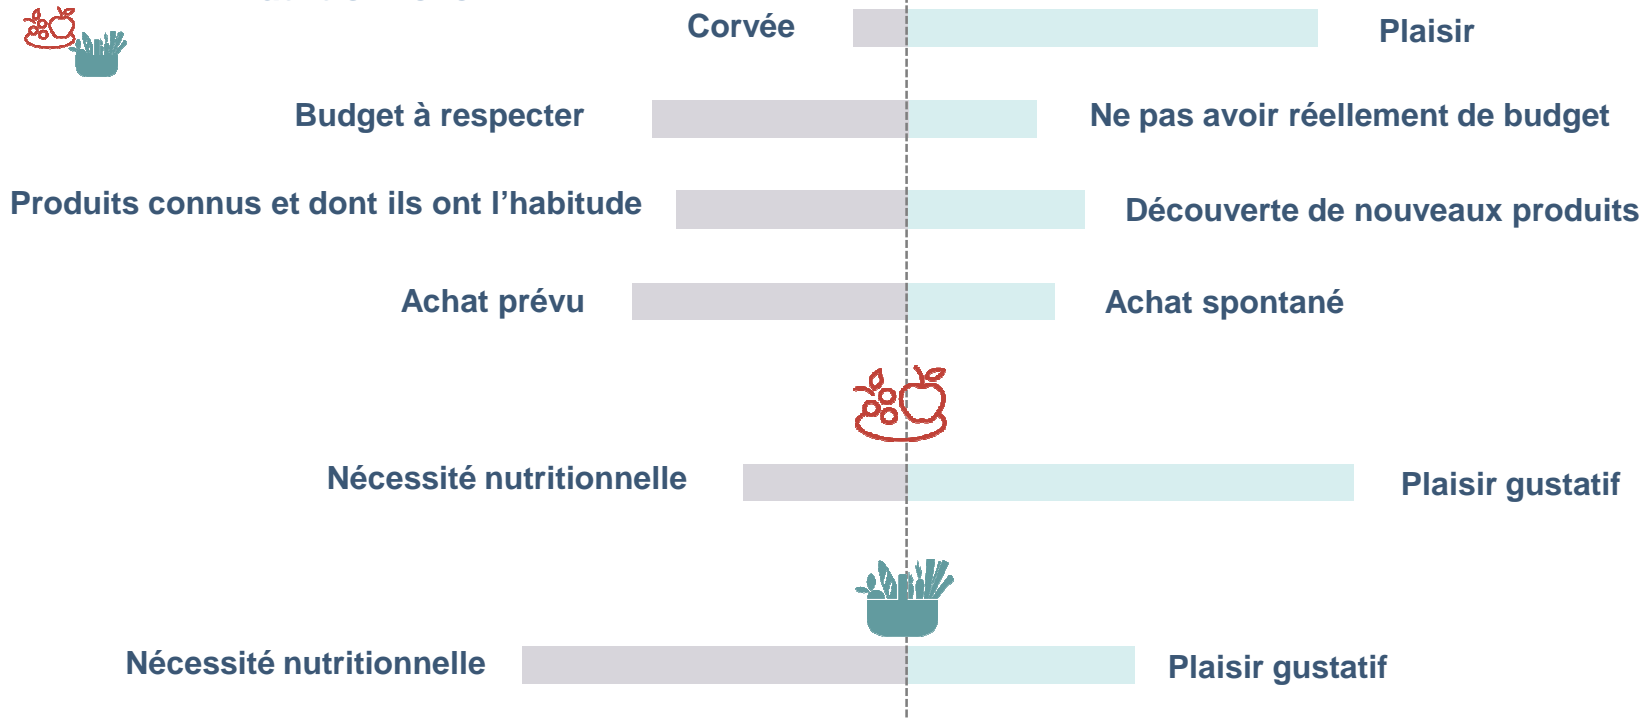 Corvée
Plaisir
Budget à respecter
Ne pas avoir réellement de budget
Produits connus et dont ils ont l’habitude
Découverte de nouveaux produits
Achat prévu
Achat spontané
Nécessité nutritionnelle
Plaisir gustatif
Nécessité nutritionnelle
Plaisir gustatif